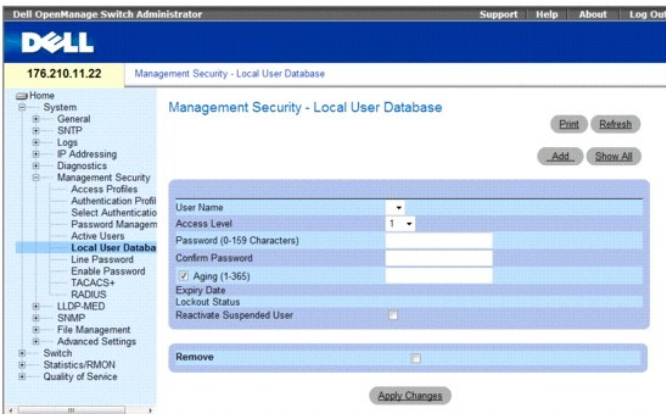 Dell OpenManage Switch Administrator
Support Help About Log Out
DELL
176.210.11.22
Management Security - Local User Database
Home
System
General
SNTP
Logs
IP Addressing
Diagnostics
Management Security
Access Profiles
Authentication Profil
Select Authenticatio
Password Managem
Active Users
Local User Databa
Line Password
Enable Password
TACACS+
RADIUS
LLDP-MED
SNMP
File Management
Advanced Settings
Switch
Statistics/RMON
Quality of Service
Management Security - Local User Database
Print Refresh
Add Show All
User Name
Access Level 1
Password (0-159 Characters)
Confirm Password
Aging (1-365)
Expiry Date
Lockout Status
Reactivate Suspended User
Remove
Apply Changes